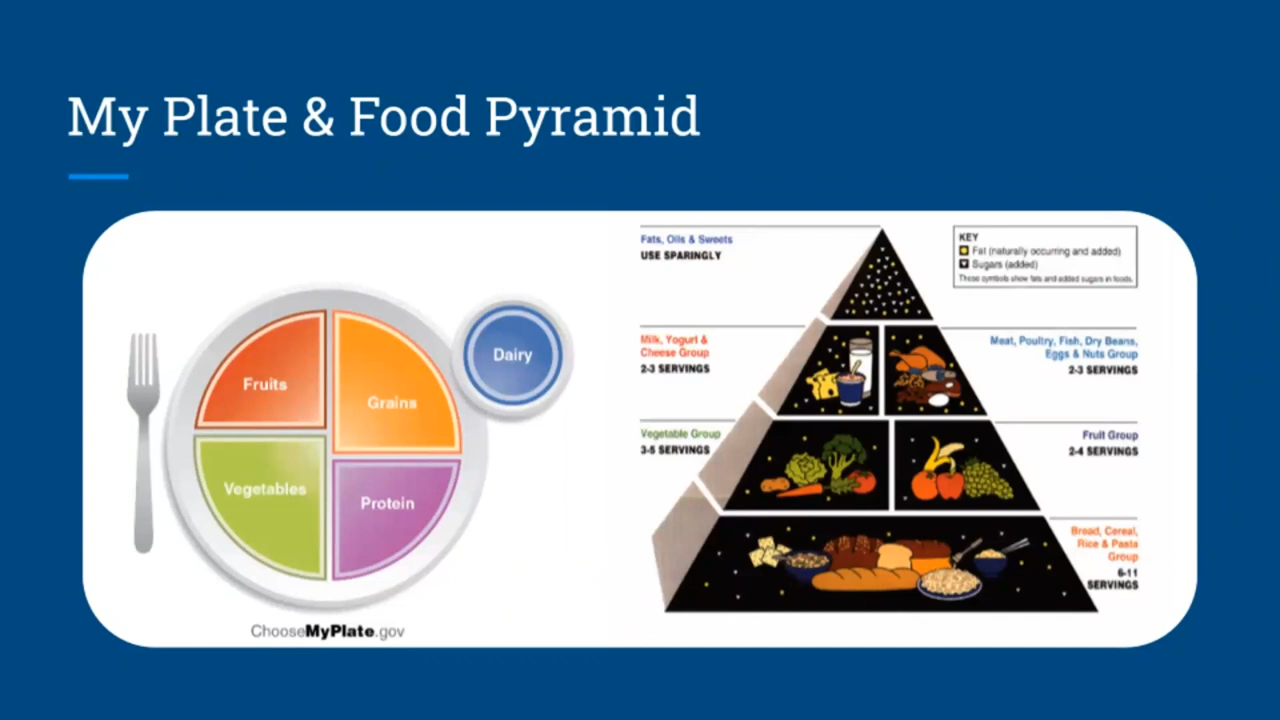 My Plate & Food Pyramid
Fruits
Grains
Vegetables
Protein
Dairy
ChooseMyPlate.gov
Fats, Oils & Sweets
USE SPARINGLY
KEY
Fat (naturally occurring and added)
Sugars (added)
These symbols show fats and added sugars in foods.
Milk, Yogurt &
Cheese Group
2-3 SERVINGS
Meat, Poultry, Fish, Dry Beans,
Eggs & Nuts Group
2-3 SERVINGS
Vegetable Group
3-5 SERVINGS
Fruit Group
2-4 SERVINGS
Bread, Cereal,
Rice & Pasta
Group
6-11
SERVINGS